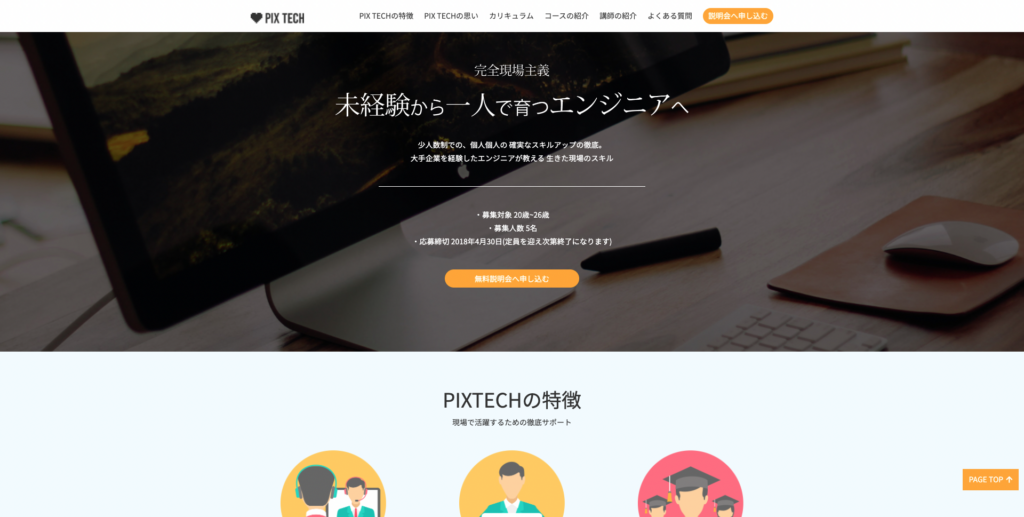 PIX TECH
PIX TECHの特徴 PIX TECHの思い カリキュラム コースの紹介 講師の紹介 よくある質問 説明会へ申し込む
完全現場主義
未経験から一人で育つエンジニアへ
少人数制での、個人個人の 確実なスキルアップの徹底。
大手企業を経験したエンジニアが教える 生きた現場のスキル
・募集対象 20歳~26歳
・募集人数 5名
・応募締切 2018年4月30日(定員を迎え次第終了になります)
無料説明会へ申し込む
PIXTECHの特徴
現場で活躍するための徹底サポート
PAGE TOP